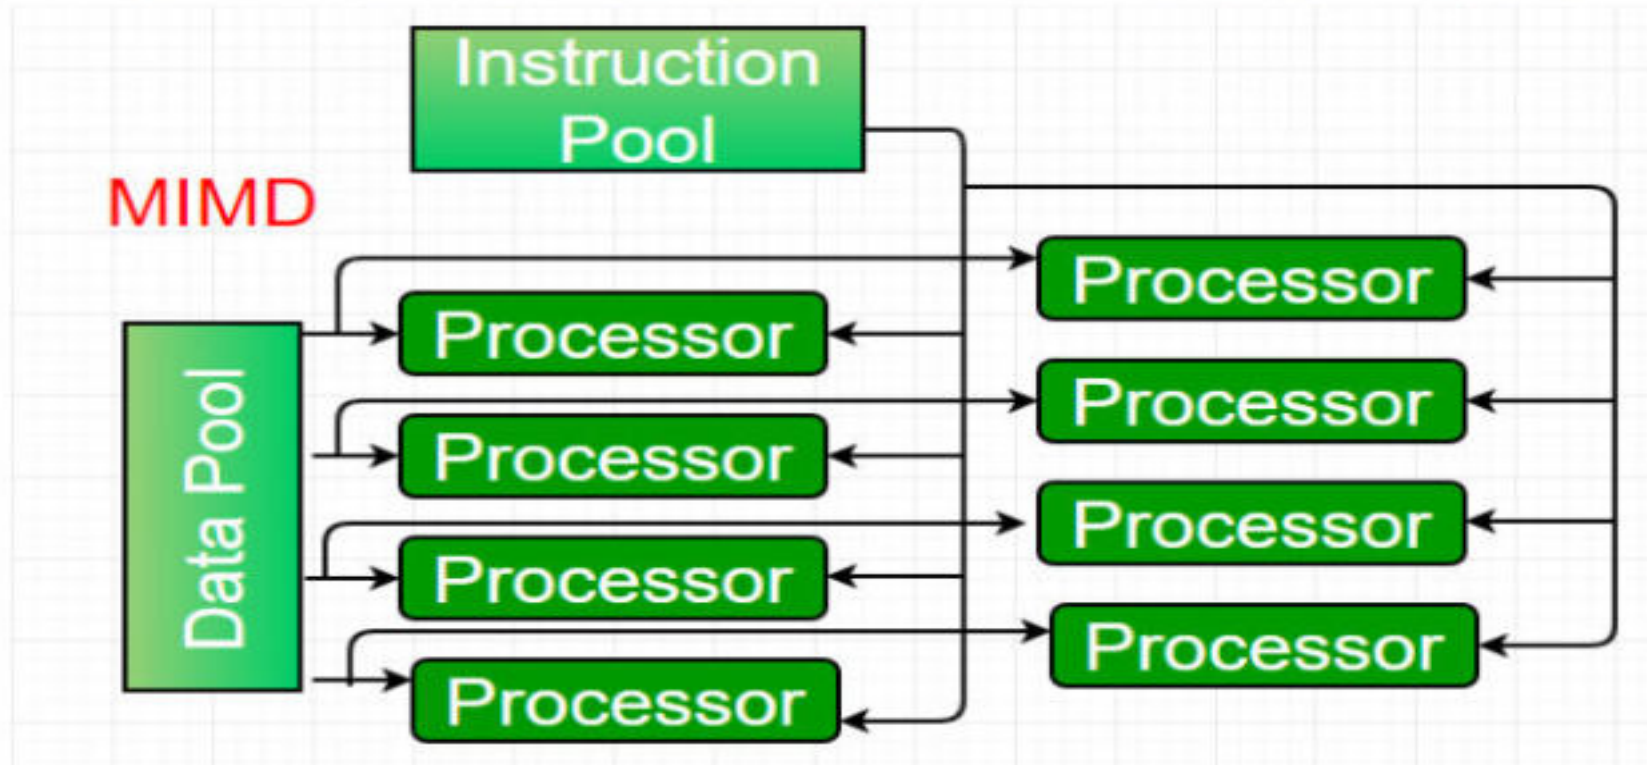 Instruction
Pool
MIMD
Processor
Processor
Processor
Processor
Data Pool
Processor
Processor
Processor
Processor